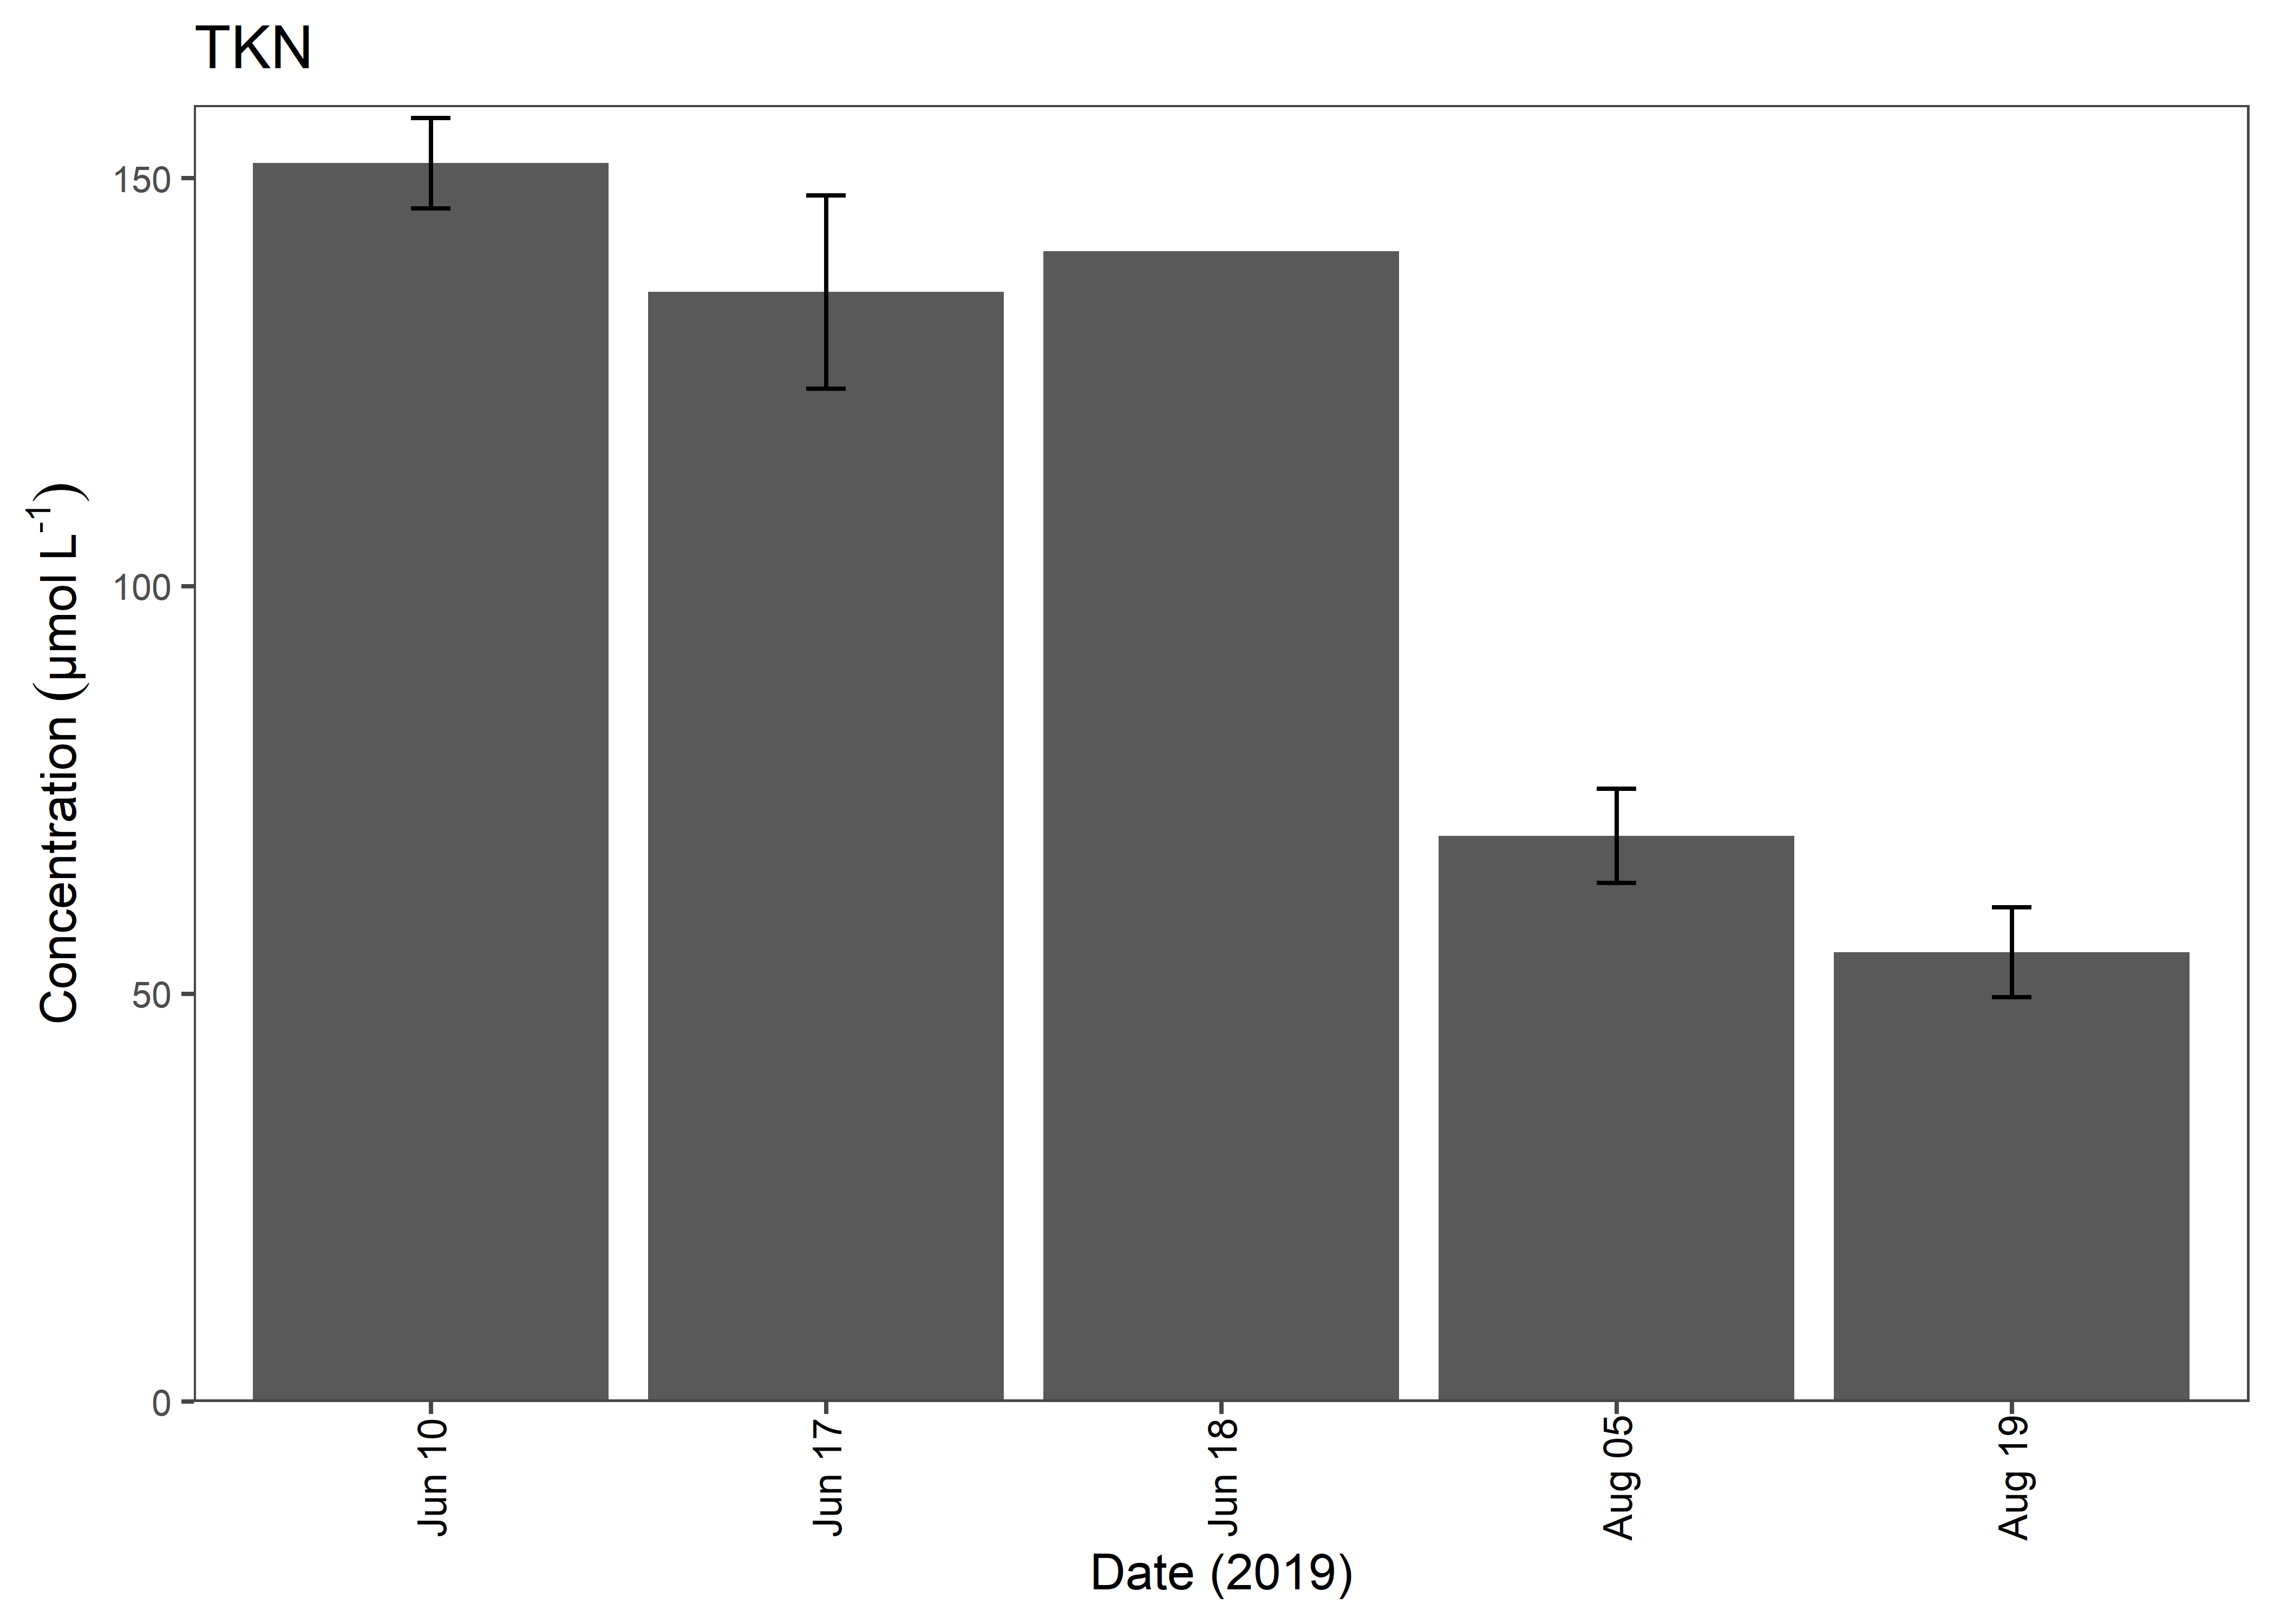 TKN
Concentration (µmol L⁻¹)
150
100
50
0
Jun 10
Jun 17
Jun 18
Aug 05
Aug 19
Date (2019)